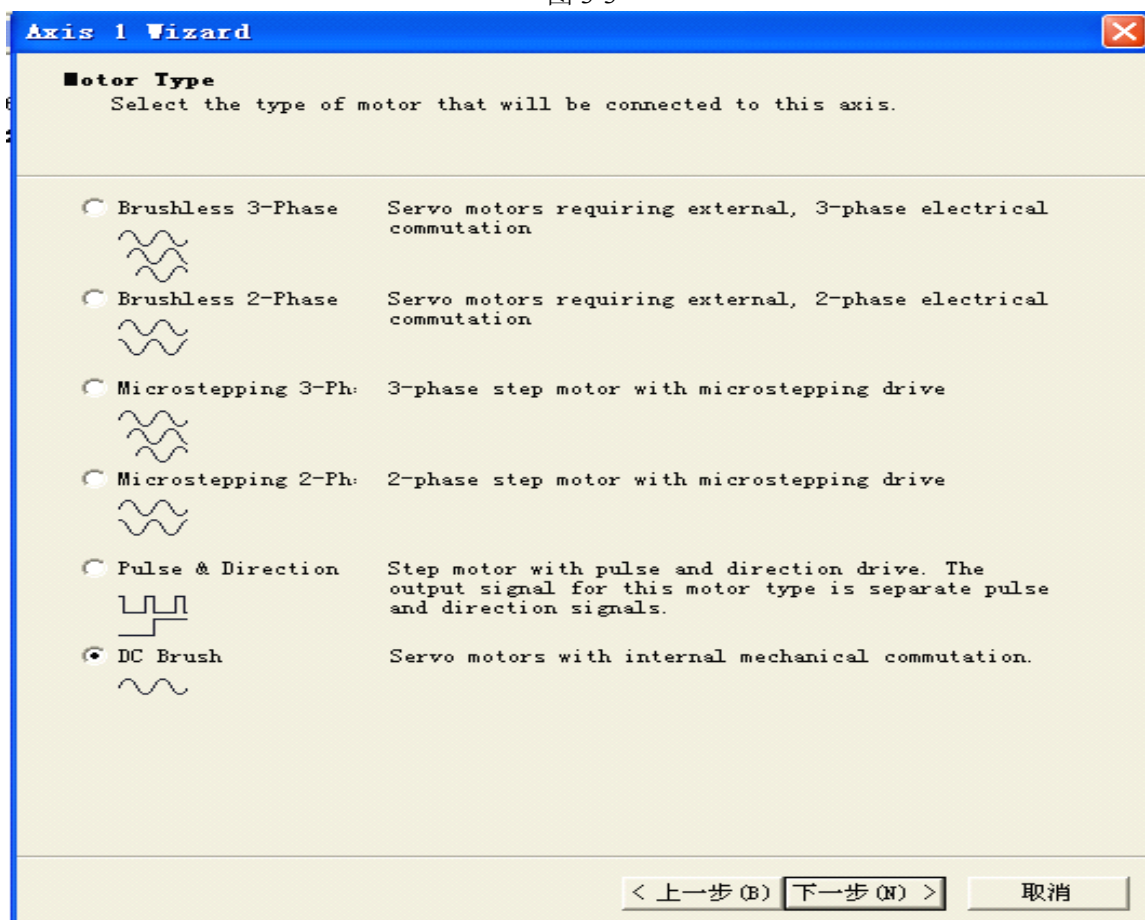 Axis 1 Wizard
Motor Type
Select the type of motor that will be connected to this axis.
Brushless 3-Phase
Servo motors requiring external, 3-phase electrical
commutation
Brushless 2-Phase
Servo motors requiring external, 2-phase electrical
commutation
Microstepping 3-Ph
3-phase step motor with microstepping drive
Microstepping 2-Ph
2-phase step motor with microstepping drive
Pulse & Direction
Step motor with pulse and direction drive. The
output signal for this motor type is separate pulse
and direction signals.
DC Brush
Servo motors with internal mechanical commutation.
< 上一步(B) 下一步(N) > 取消